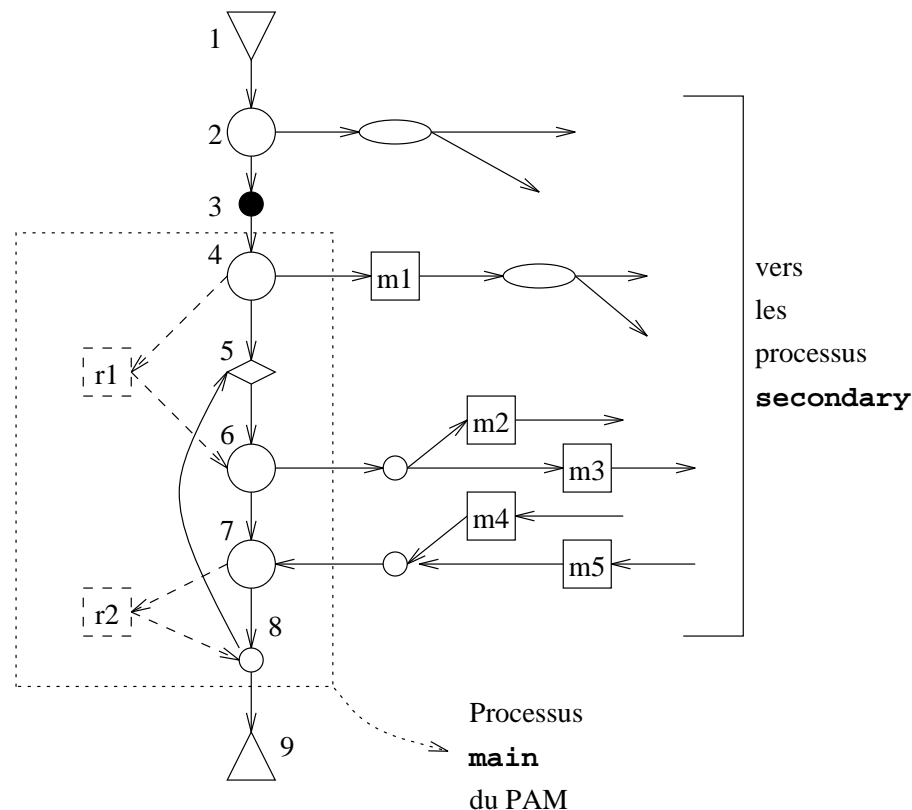 1
2
3
4
m1
vers
les
processus
secondary
5
r1
6
m2
m3
7
m4
m5
r2
8
Processus
main
du PAM
9